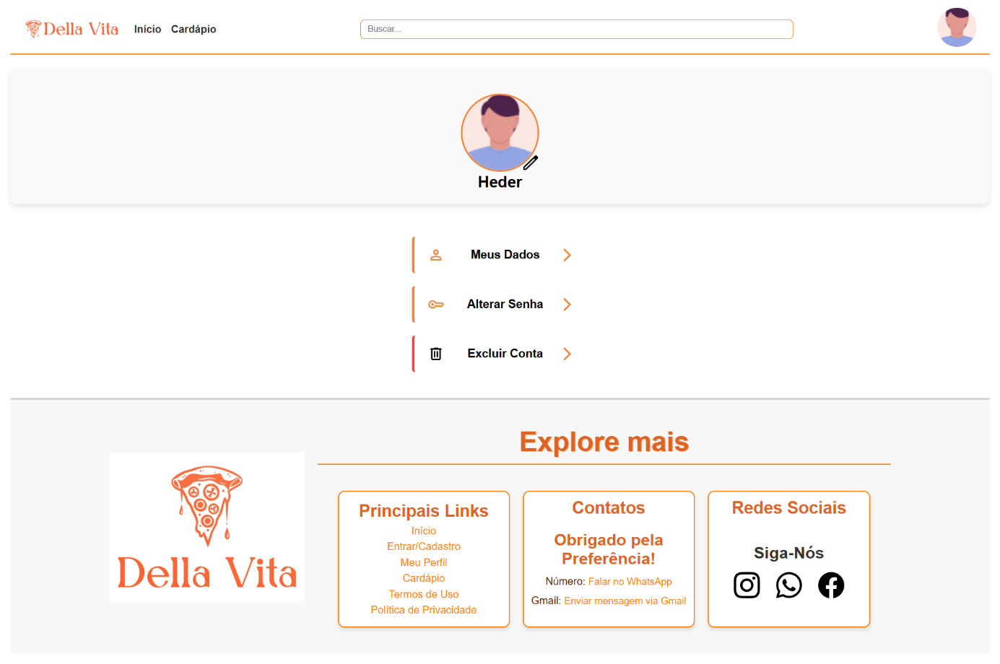 Della Vita Início Cardápio Buscar...
Heder
Meus Dados
Alterar Senha
Excluir Conta
Explore mais
Della Vita
Principais Links
Início
Entrar/Cadastro
Meu Perfil
Cardápio
Termos de Uso
Política de Privacidade
Contatos
Obrigado pela
Preferência!
Número: Falar no WhatsApp
Gmail: Enviar mensagem via Gmail
Redes Sociais
Siga-Nós